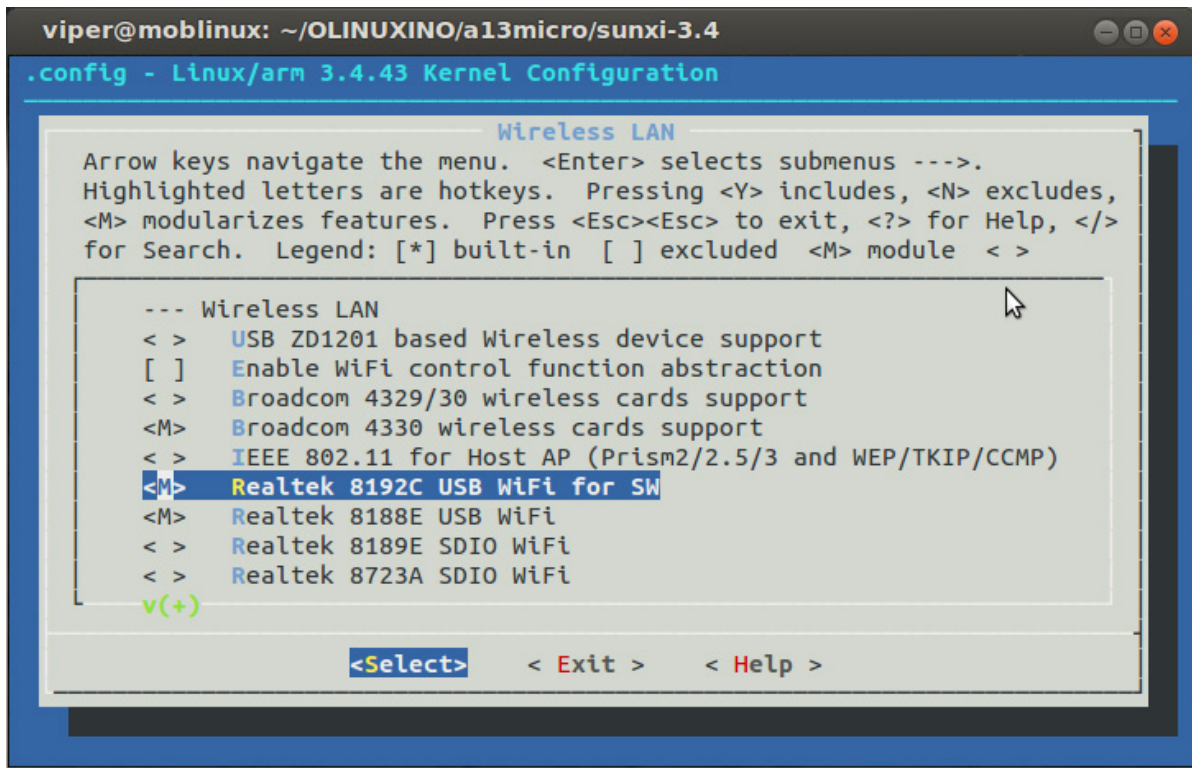 viper@moblinux: ~/OLINUXINO/a13micro/sunxi-3.4
.config - Linux/arm 3.4.43 Kernel Configuration
Wireless LAN
Arrow keys navigate the menu.  <Enter> selects submenus --->.
Highlighted letters are hotkeys.  Pressing <Y> includes, <N> excludes,
<M> modularizes features.  Press <Esc><Esc> to exit, <?> for Help, </>
for Search.  Legend: [*] built-in  [ ] excluded  <M> module  < >
--- Wireless LAN
< >   USB ZD1201 based Wireless device support
[ ]   Enable WiFi control function abstraction
< >   Broadcom 4329/30 wireless cards support
<M>   Broadcom 4330 wireless cards support
< >   IEEE 802.11 for Host AP (Prism2/2.5/3 and WEP/TKIP/CCMP)
<M>   Realtek 8192C USB WiFi for SW
<M>   Realtek 8188E USB WiFi
< >   Realtek 8189E SDIO WiFi
< >   Realtek 8723A SDIO WiFi
v(+)
<Select>    < Exit >    < Help >